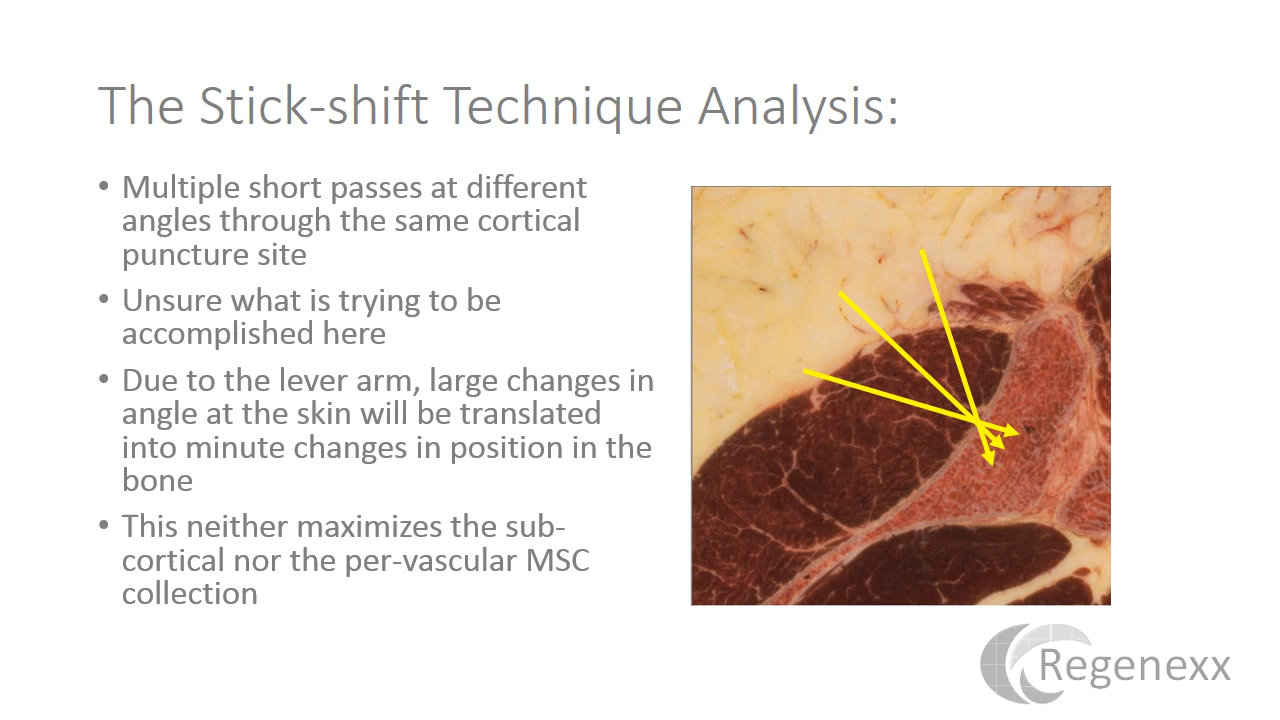 The Stick-shift Technique Analysis:
• Multiple short passes at different
angles through the same cortical
puncture site
• Unsure what is trying to be
accomplished here
• Due to the lever arm, large changes in
angle at the skin will be translated
into minute changes in position in the
bone
• This neither maximizes the sub-
cortical nor the per-vascular MSC
collection
Regenexx